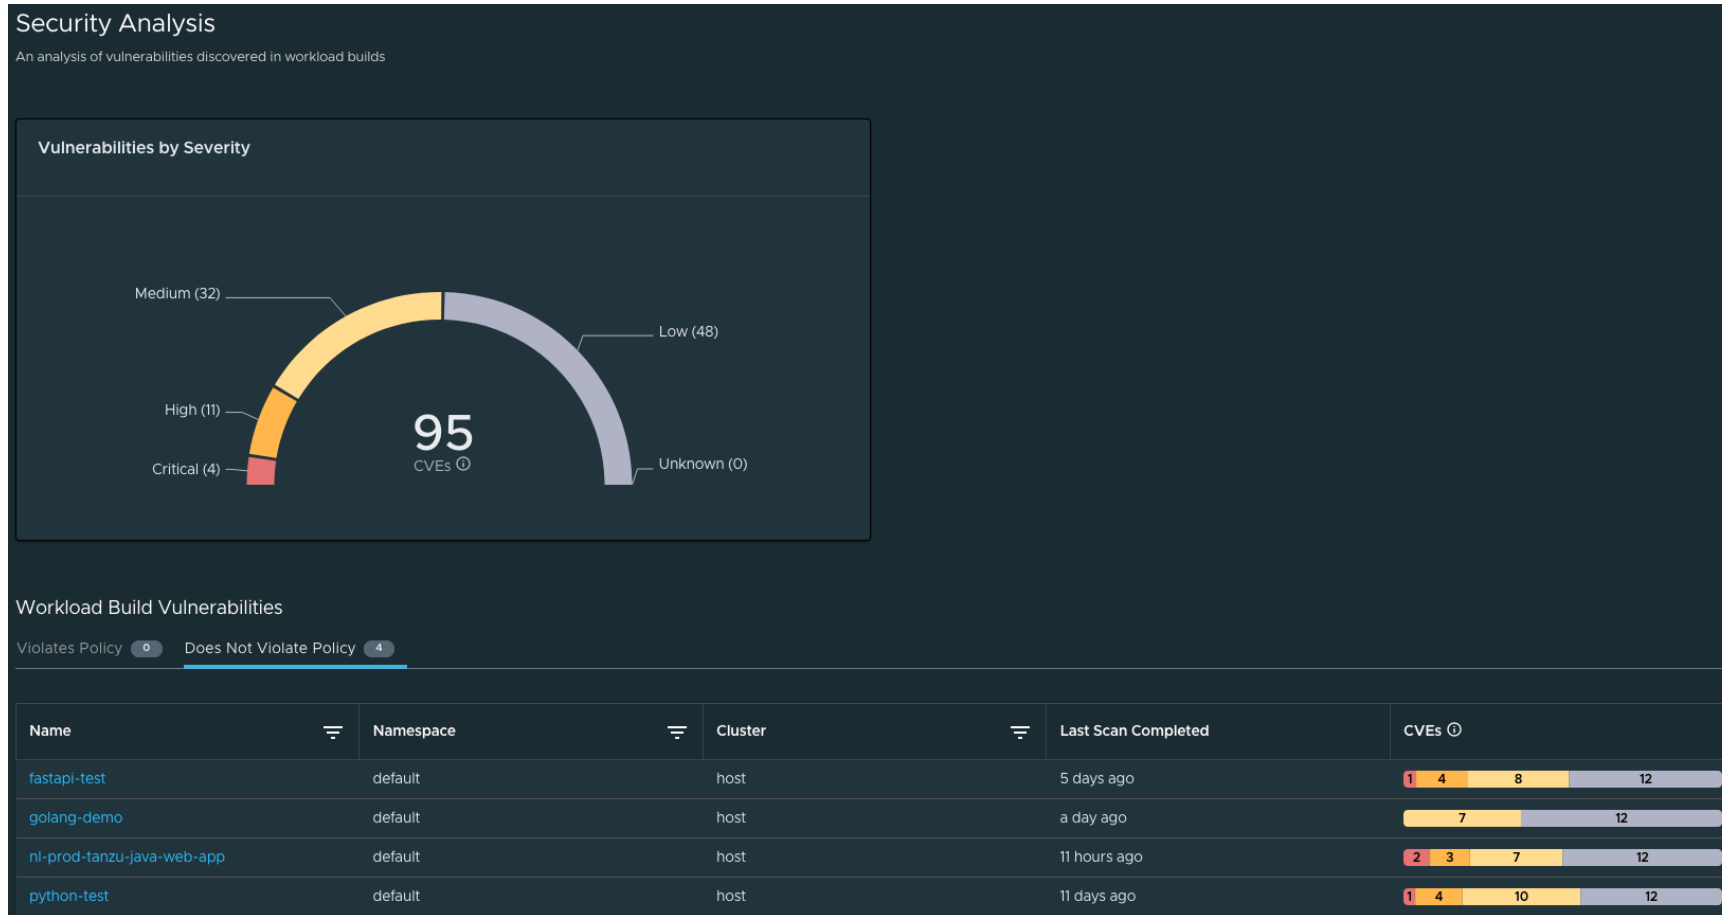 Security Analysis
An analysis of vulnerabilities discovered in workload builds
Vulnerabilities by Severity
Medium (32)
Low (48)
High (11)
95
CVEs
Critical (4)
Unknown (0)
Workload Build Vulnerabilities
Violates Policy 0 Does Not Violate Policy 4
Name Namespace Cluster Last Scan Completed CVEs
fastapi-test default host 5 days ago 1 4 8 12
golang-demo default host a day ago 7 12
nl-prod-tanzu-java-web-app default host 11 hours ago 2 3 7 12
python-test default host 11 days ago 1 4 10 12